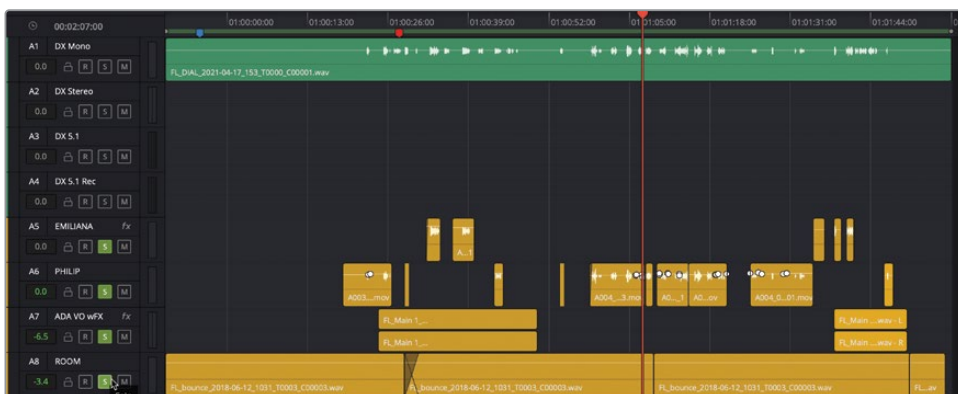 00:02:07:00 01:00:00:00 01:00:13:00 01:00:26:00 01:00:39:00 01:00:52:00 01:01:05:00 01:01:18:00 01:01:31:00 01:01:44:00
A1 DX Mono
0.0 R S M
FL_DIAL_2021-04-17_153_T0000_C00001.wav
A2 DX Stereo
0.0 R S M
A3 DX 5.1
0.0 R S M
A4 DX 5.1 Rec
0.0 R S M
A5 EMILIANA fx
0.0 R S M
A...1
A6 PHILIP
0.0 R S M
A003....mov A004_...3.mov A0..._1 A0...ov A004_0...01.mov
A7 ADA VO wFX fx
FL_Main 1_... FL_Main ....wav - L
-6.5 R S M
FL_Main 1_... FL_Main ....wav - R
A8 ROOM
-3.4 R S M
FL_bounce_2018-06-12_1031_T0003_C00003.wav FL_bounce_2018-06-12_1031_T0003_C00003.wav FL_bounce_2018-06-12_1031_T0003_C00003.wav FL...av